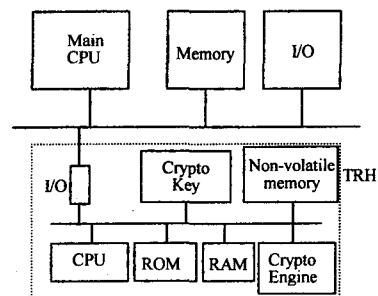 Main
CPU
Memory
I/O
I/O
Crypto
Key
Non-volatile
memory
TRH
CPU
ROM
RAM
Crypto
Engine